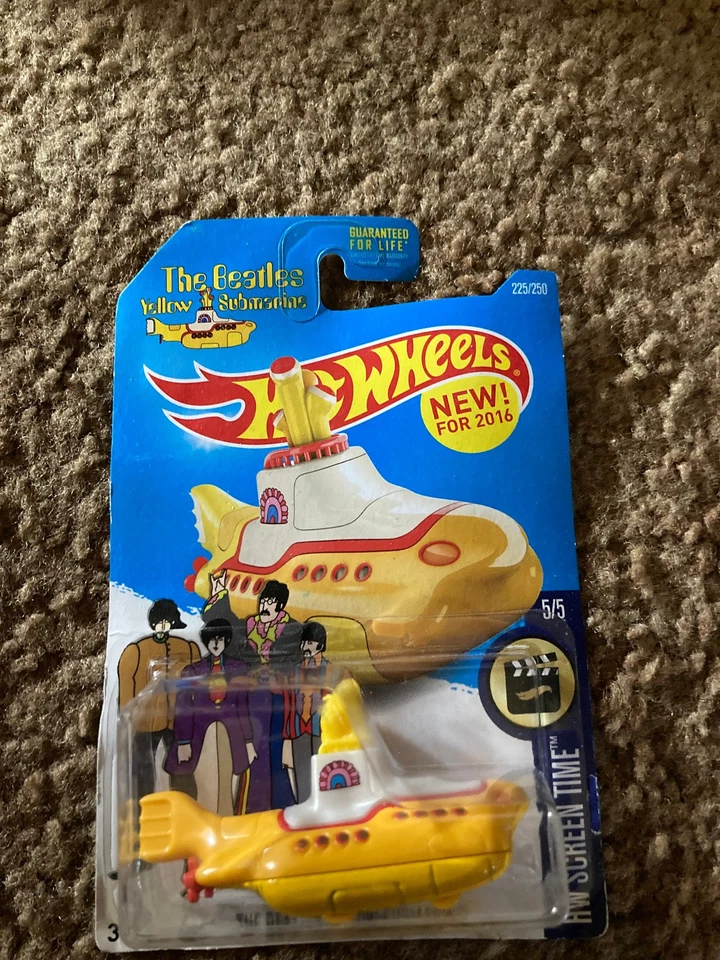 GUARANTEED
FOR LIFE*
The Beatles
Yellow Submarine
225/250
Hot Wheels®
NEW!
FOR 2016
5/5
HW SCREEN TIME™
3